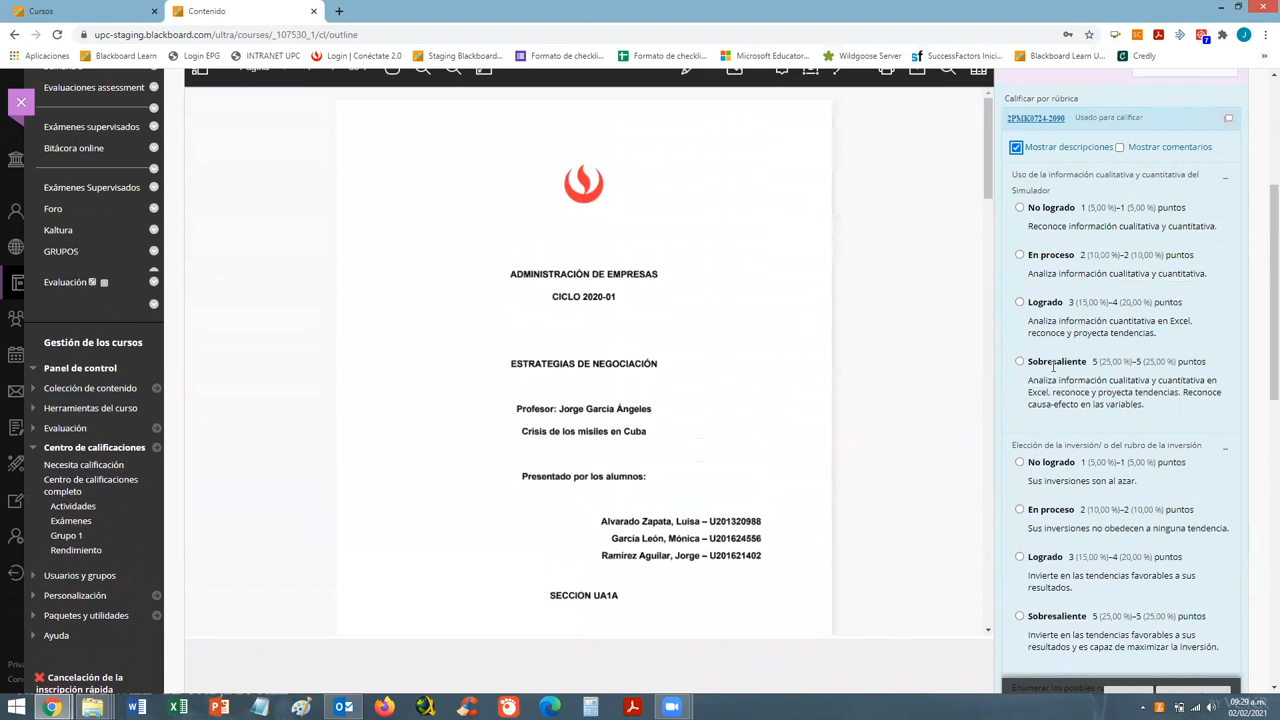 Cursos
Contenido
upc-staging.blackboard.com/ultra/courses/_107530_1/cl/outline
Aplicaciones
Blackboard Learn
Login EPG
INTRANET UPC
Login | Conéctate 2.0
Staging Blackboard...
Formato de checkli...
Formato de checkli...
Microsoft Educator...
Wildgoose Server
SuccessFactors Inici...
Blackboard Learn U...
Credly
Evaluaciones assessment
Exámenes supervisados
Bitácora online
Exámenes Supervisados
Foro
Kaltura
GRUPOS
Evaluación
Gestión de los cursos
Panel de control
Colección de contenido
Herramientas del curso
Evaluación
Centro de calificaciones
Necesita calificación
Centro de calificaciones
completo
Actividades
Exámenes
Grupo 1
Rendimiento
Usuarios y grupos
Personalización
Paquetes y utilidades
Ayuda
Cancelación de la
inscripción rápida
ADMINISTRACIÓN DE EMPRESAS
CICLO 2020-01
ESTRATEGIAS DE NEGOCIACIÓN
Profesor: Jorge García Ángeles
Crisis de los misiles en Cuba
Presentado por los alumnos:
Alvarado Zapata, Luisa – U201320988
García León, Mónica – U201624556
Ramírez Aguilar, Jorge – U201621402
SECCION UA1A
Calificar por rúbrica
2PMK0724-2090 Usado para calificar
Mostrar descripciones Mostrar comentarios
Uso de la información cualitativa y cuantitativa del
Simulador
No logrado 1 (5,00 %)–1 (5,00 %) puntos
Reconoce información cualitativa y cuantitativa.
En proceso 2 (10,00 %)–2 (10,00 %) puntos
Analiza información cualitativa y cuantitativa.
Logrado 3 (15,00 %)–4 (20,00 %) puntos
Analiza información cuantitativa en Excel,
reconoce y proyecta tendencias.
Sobresaliente 5 (25,00 %)–5 (25,00 %) puntos
Analiza información cualitativa y cuantitativa en
Excel, reconoce y proyecta tendencias. Reconoce
causa-efecto en las variables.
Elección de la inversión/ o del rubro de la inversión
No logrado 1 (5,00 %)–1 (5,00 %) puntos
Sus inversiones son al azar.
En proceso 2 (10,00 %)–2 (10,00 %) puntos
Sus inversiones no obedecen a ninguna tendencia.
Logrado 3 (15,00 %)–4 (20,00 %) puntos
Invierte en las tendencias favorables a sus
resultados.
Sobresaliente 5 (25,00 %)–5 (25,00 %) puntos
Invierte en las tendencias favorables a sus
resultados y es capaz de maximizar la inversión.
Enumerar los posibles
09:29 a.m.
02/02/2021